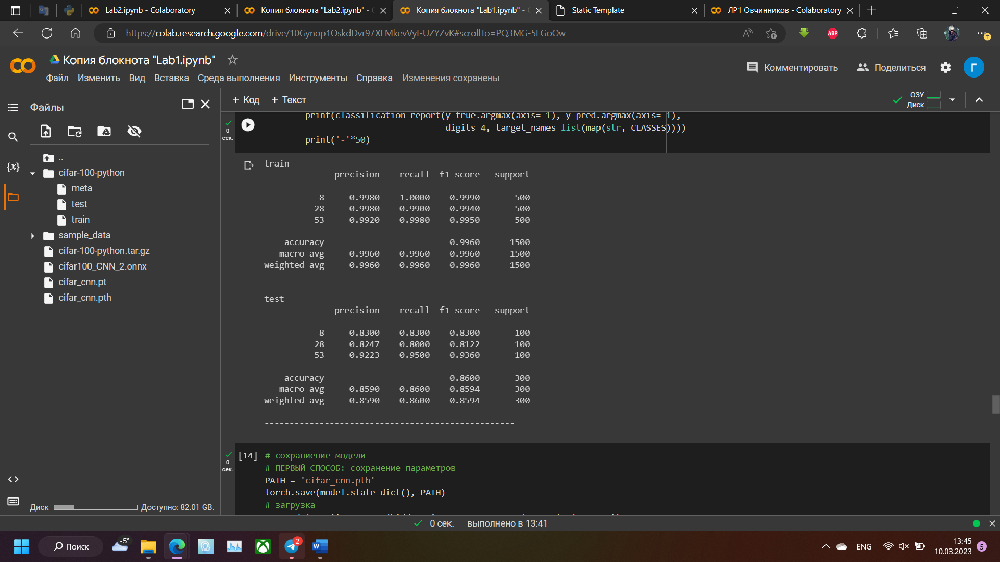 Lab2.ipynb - Colaboratory
Копия блокнота "Lab2.ipynb" -
Копия блокнота "Lab1.ipynb" -
Static Template
ЛР1 Овчинников - Colaboratory
https://colab.research.google.com/drive/10Gynop1OskdDvr97XFMkevVyI-UZYZvK#scrollTo=PQ3MG-5FGoOw
ABP
Копия блокнота "Lab1.ipynb"
Комментировать
Поделиться
Г
Файл Изменить Вид Вставка Среда выполнения Инструменты Справка Изменения сохранены
Файлы
+ Код + Текст
ОЗУ
Диск
{x}
..
cifar-100-python
meta
test
train
sample_data
cifar-100-python.tar.gz
cifar100_CNN_2.onnx
cifar_cnn.pt
cifar_cnn.pth
Диск Доступно: 82.01 GB.
0
сек.
print(classification_report(y_true.argmax(axis=-1), y_pred.argmax(axis=-1),
digits=4, target_names=list(map(str, CLASSES))))
print('-'*50)
train
precision recall f1-score support
8 0.9980 1.0000 0.9990 500
28 0.9980 0.9900 0.9940 500
53 0.9920 0.9980 0.9950 500
accuracy 0.9960 1500
macro avg 0.9960 0.9960 0.9960 1500
weighted avg 0.9960 0.9960 0.9960 1500
--------------------------------------------------
test
precision recall f1-score support
8 0.8300 0.8300 0.8300 100
28 0.8247 0.8000 0.8122 100
53 0.9223 0.9500 0.9360 100
accuracy 0.8600 300
macro avg 0.8590 0.8600 0.8594 300
weighted avg 0.8590 0.8600 0.8594 300
--------------------------------------------------
0
сек.
[14] # сохраниение модели
# ПЕРВЫЙ СПОСОБ: сохранение параметров
PATH = 'cifar_cnn.pth'
torch.save(model.state_dict(), PATH)
# загрузка
0 сек. выполнено в 13:41
Поиск
-5°
2
ENG
13:45
10.03.2023
5